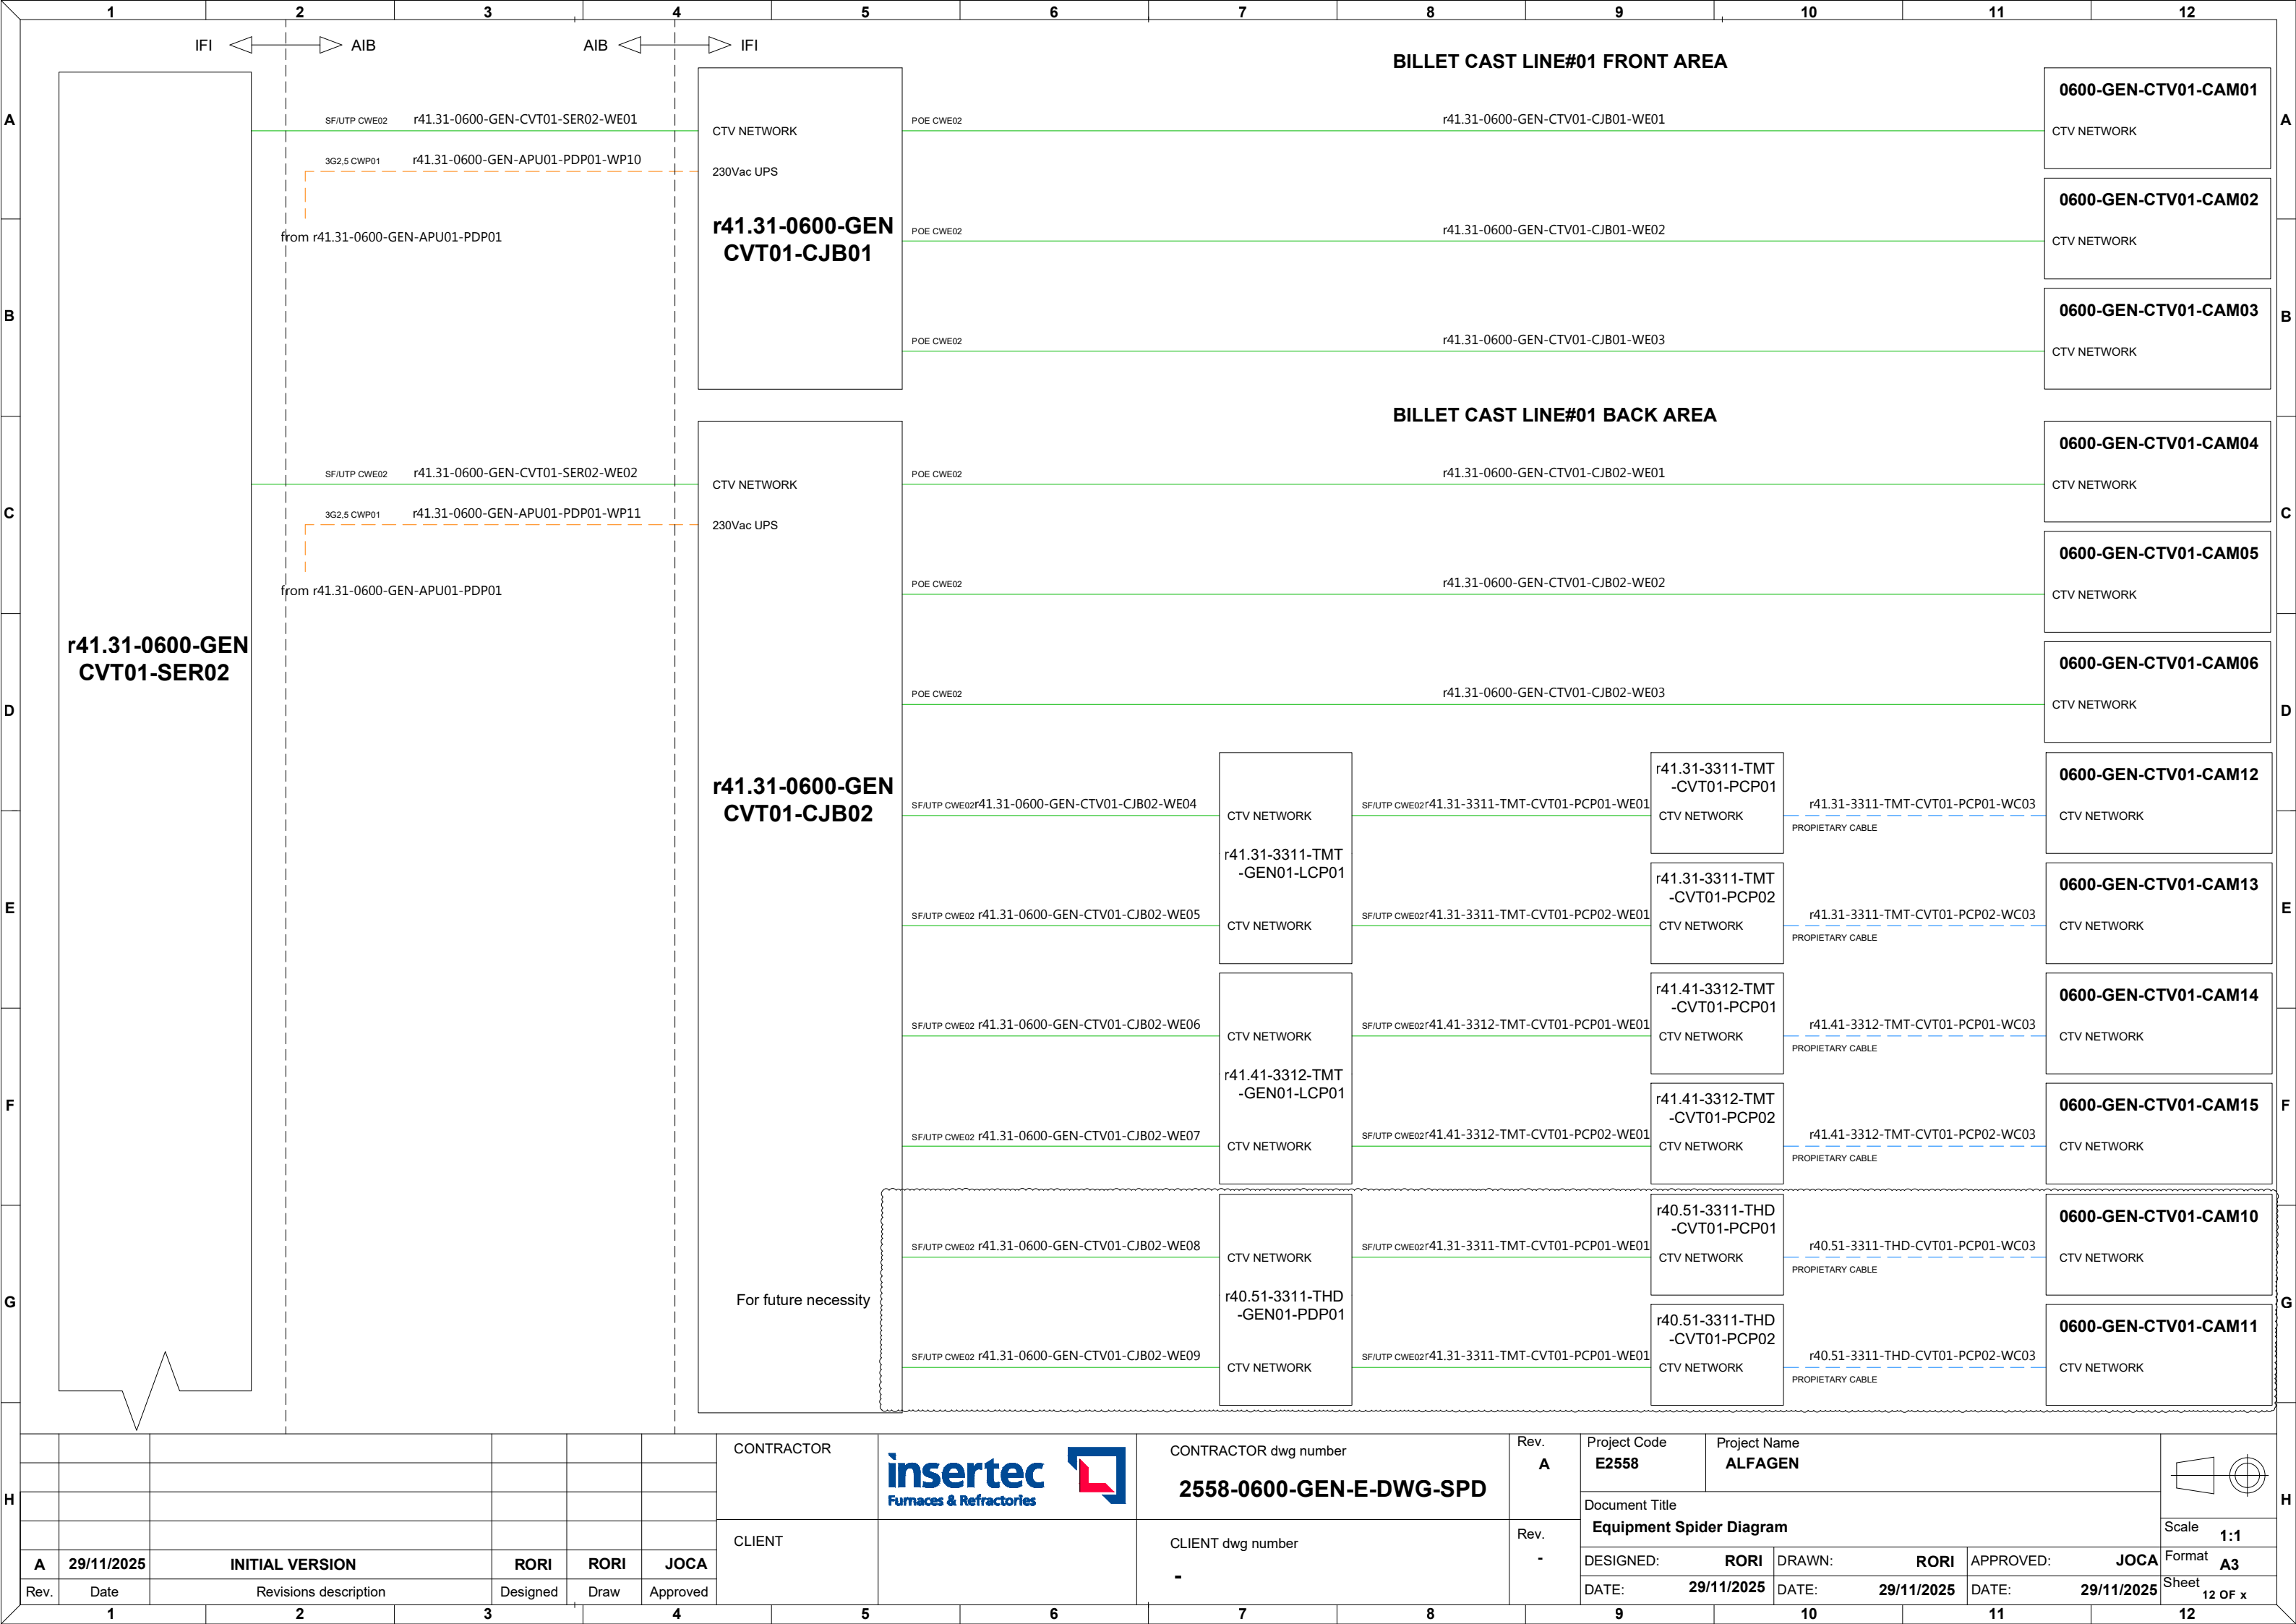 1 2 3 4 5 6 7 8 9 10 11 12
IFI AIB AIB IFI
BILLET CAST LINE#01 FRONT AREA
A A
B B
C C
D D
E E
F F
G G
H H
r41.31-0600-GEN
CVT01-SER02
SF/UTP CWE02 r41.31-0600-GEN-CVT01-SER02-WE01
3G2,5 CWP01 r41.31-0600-GEN-APU01-PDP01-WP10
from r41.31-0600-GEN-APU01-PDP01
CTV NETWORK
230Vac UPS
r41.31-0600-GEN
CVT01-CJB01
POE CWE02 r41.31-0600-GEN-CTV01-CJB01-WE01
0600-GEN-CTV01-CAM01
CTV NETWORK
POE CWE02 r41.31-0600-GEN-CTV01-CJB01-WE02
0600-GEN-CTV01-CAM02
CTV NETWORK
POE CWE02 r41.31-0600-GEN-CTV01-CJB01-WE03
0600-GEN-CTV01-CAM03
CTV NETWORK
BILLET CAST LINE#01 BACK AREA
SF/UTP CWE02 r41.31-0600-GEN-CVT01-SER02-WE02
3G2,5 CWP01 r41.31-0600-GEN-APU01-PDP01-WP11
from r41.31-0600-GEN-APU01-PDP01
CTV NETWORK
230Vac UPS
r41.31-0600-GEN
CVT01-CJB02
POE CWE02 r41.31-0600-GEN-CTV01-CJB02-WE01
0600-GEN-CTV01-CAM04
CTV NETWORK
POE CWE02 r41.31-0600-GEN-CTV01-CJB02-WE02
0600-GEN-CTV01-CAM05
CTV NETWORK
POE CWE02 r41.31-0600-GEN-CTV01-CJB02-WE03
0600-GEN-CTV01-CAM06
CTV NETWORK
SF/UTP CWE02 r41.31-0600-GEN-CTV01-CJB02-WE04
CTV NETWORK
r41.31-3311-TMT
-GEN01-LCP01
SF/UTP CWE02 r41.31-3311-TMT-CVT01-PCP01-WE01
r41.31-3311-TMT
-CVT01-PCP01
CTV NETWORK
r41.31-3311-TMT-CVT01-PCP01-WC03
PROPIETARY CABLE
0600-GEN-CTV01-CAM12
CTV NETWORK
SF/UTP CWE02 r41.31-0600-GEN-CTV01-CJB02-WE05
CTV NETWORK
SF/UTP CWE02 r41.31-3311-TMT-CVT01-PCP02-WE01
r41.31-3311-TMT
-CVT01-PCP02
CTV NETWORK
r41.31-3311-TMT-CVT01-PCP02-WC03
PROPIETARY CABLE
0600-GEN-CTV01-CAM13
CTV NETWORK
SF/UTP CWE02 r41.31-0600-GEN-CTV01-CJB02-WE06
CTV NETWORK
r41.41-3312-TMT
-GEN01-LCP01
SF/UTP CWE02 r41.41-3312-TMT-CVT01-PCP01-WE01
r41.41-3312-TMT
-CVT01-PCP01
CTV NETWORK
r41.41-3312-TMT-CVT01-PCP01-WC03
PROPIETARY CABLE
0600-GEN-CTV01-CAM14
CTV NETWORK
SF/UTP CWE02 r41.31-0600-GEN-CTV01-CJB02-WE07
CTV NETWORK
SF/UTP CWE02 r41.41-3312-TMT-CVT01-PCP02-WE01
r41.41-3312-TMT
-CVT01-PCP02
CTV NETWORK
r41.41-3312-TMT-CVT01-PCP02-WC03
PROPIETARY CABLE
0600-GEN-CTV01-CAM15
CTV NETWORK
For future necessity
SF/UTP CWE02 r41.31-0600-GEN-CTV01-CJB02-WE08
CTV NETWORK
r40.51-3311-THD
-GEN01-PDP01
SF/UTP CWE02 r41.31-3311-TMT-CVT01-PCP01-WE01
r40.51-3311-THD
-CVT01-PCP01
CTV NETWORK
r40.51-3311-THD-CVT01-PCP01-WC03
PROPIETARY CABLE
0600-GEN-CTV01-CAM10
CTV NETWORK
SF/UTP CWE02 r41.31-0600-GEN-CTV01-CJB02-WE09
CTV NETWORK
SF/UTP CWE02 r41.31-3311-TMT-CVT01-PCP01-WE01
r40.51-3311-THD
-CVT01-PCP02
CTV NETWORK
r40.51-3311-THD-CVT01-PCP02-WC03
PROPIETARY CABLE
0600-GEN-CTV01-CAM11
CTV NETWORK
A 29/11/2025 INITIAL VERSION RORI RORI JOCA
Rev. Date Revisions description Designed Draw Approved
CONTRACTOR
insertec
Furnaces & Refractories
CONTRACTOR dwg number
2558-0600-GEN-E-DWG-SPD
Rev.
A
CLIENT
CLIENT dwg number
-
Rev.
-
Project Code
E2558
Project Name
ALFAGEN
Document Title
Equipment Spider Diagram
DESIGNED: RORI DRAWN: RORI APPROVED: JOCA
DATE: 29/11/2025 DATE: 29/11/2025 DATE: 29/11/2025
Scale 1:1
Format A3
Sheet 12 OF x
1 2 3 4 5 6 7 8 9 10 11 12